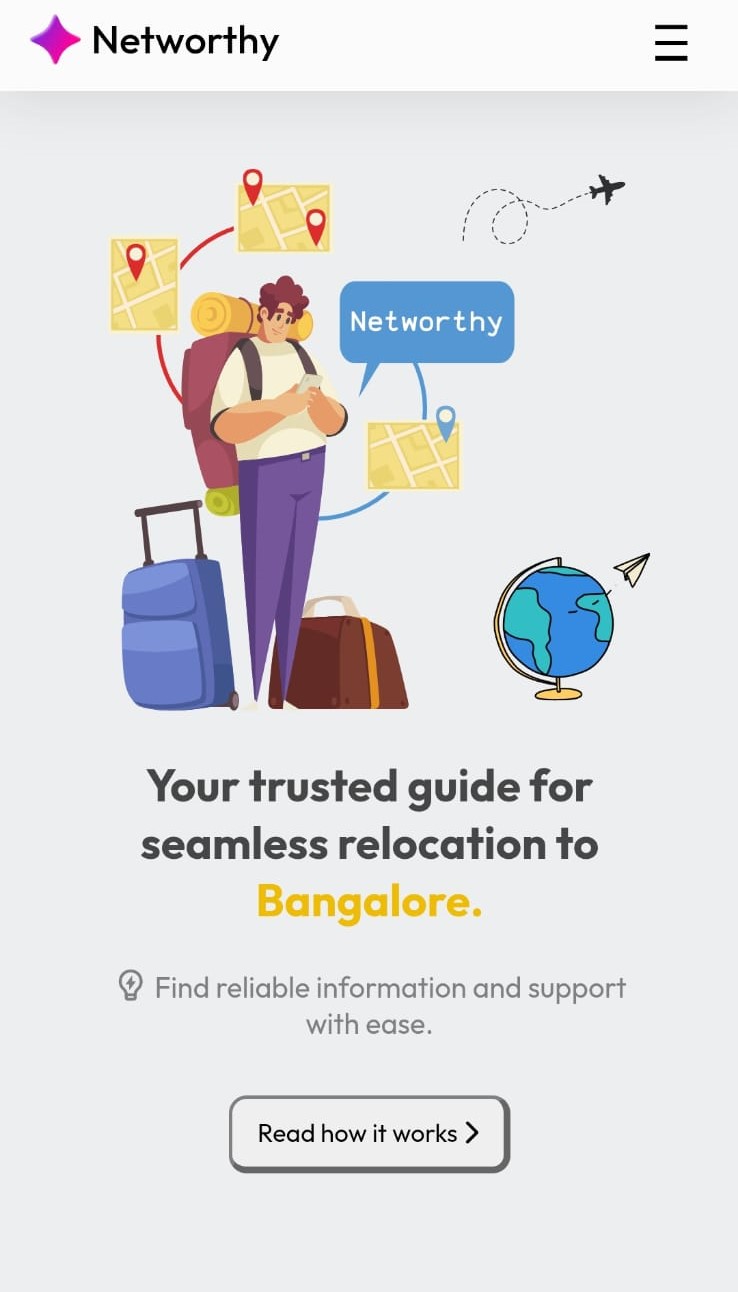 Networthy
Networthy
Your trusted guide for
seamless relocation to
Bangalore.
Find reliable information and support
with ease.
Read how it works